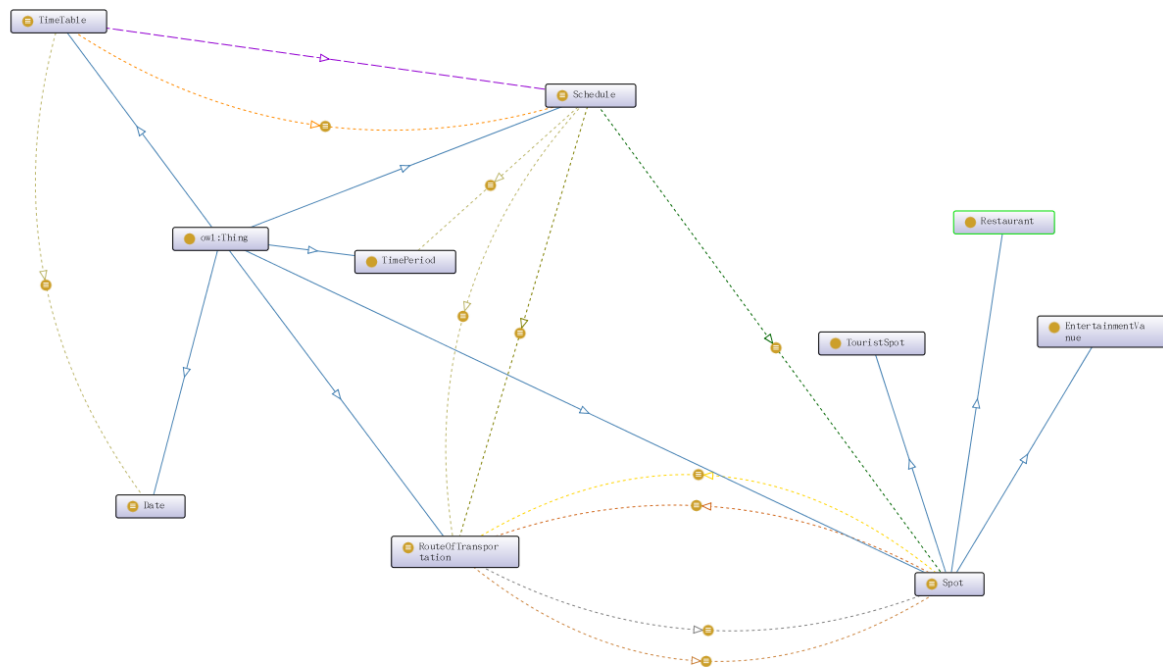 TimeTable
Schedule
Restaurant
owl:Thing
TimePeriod
EntertainmentVa
nue
TouristSpot
Date
RouteOfTranspor
tation
Spot